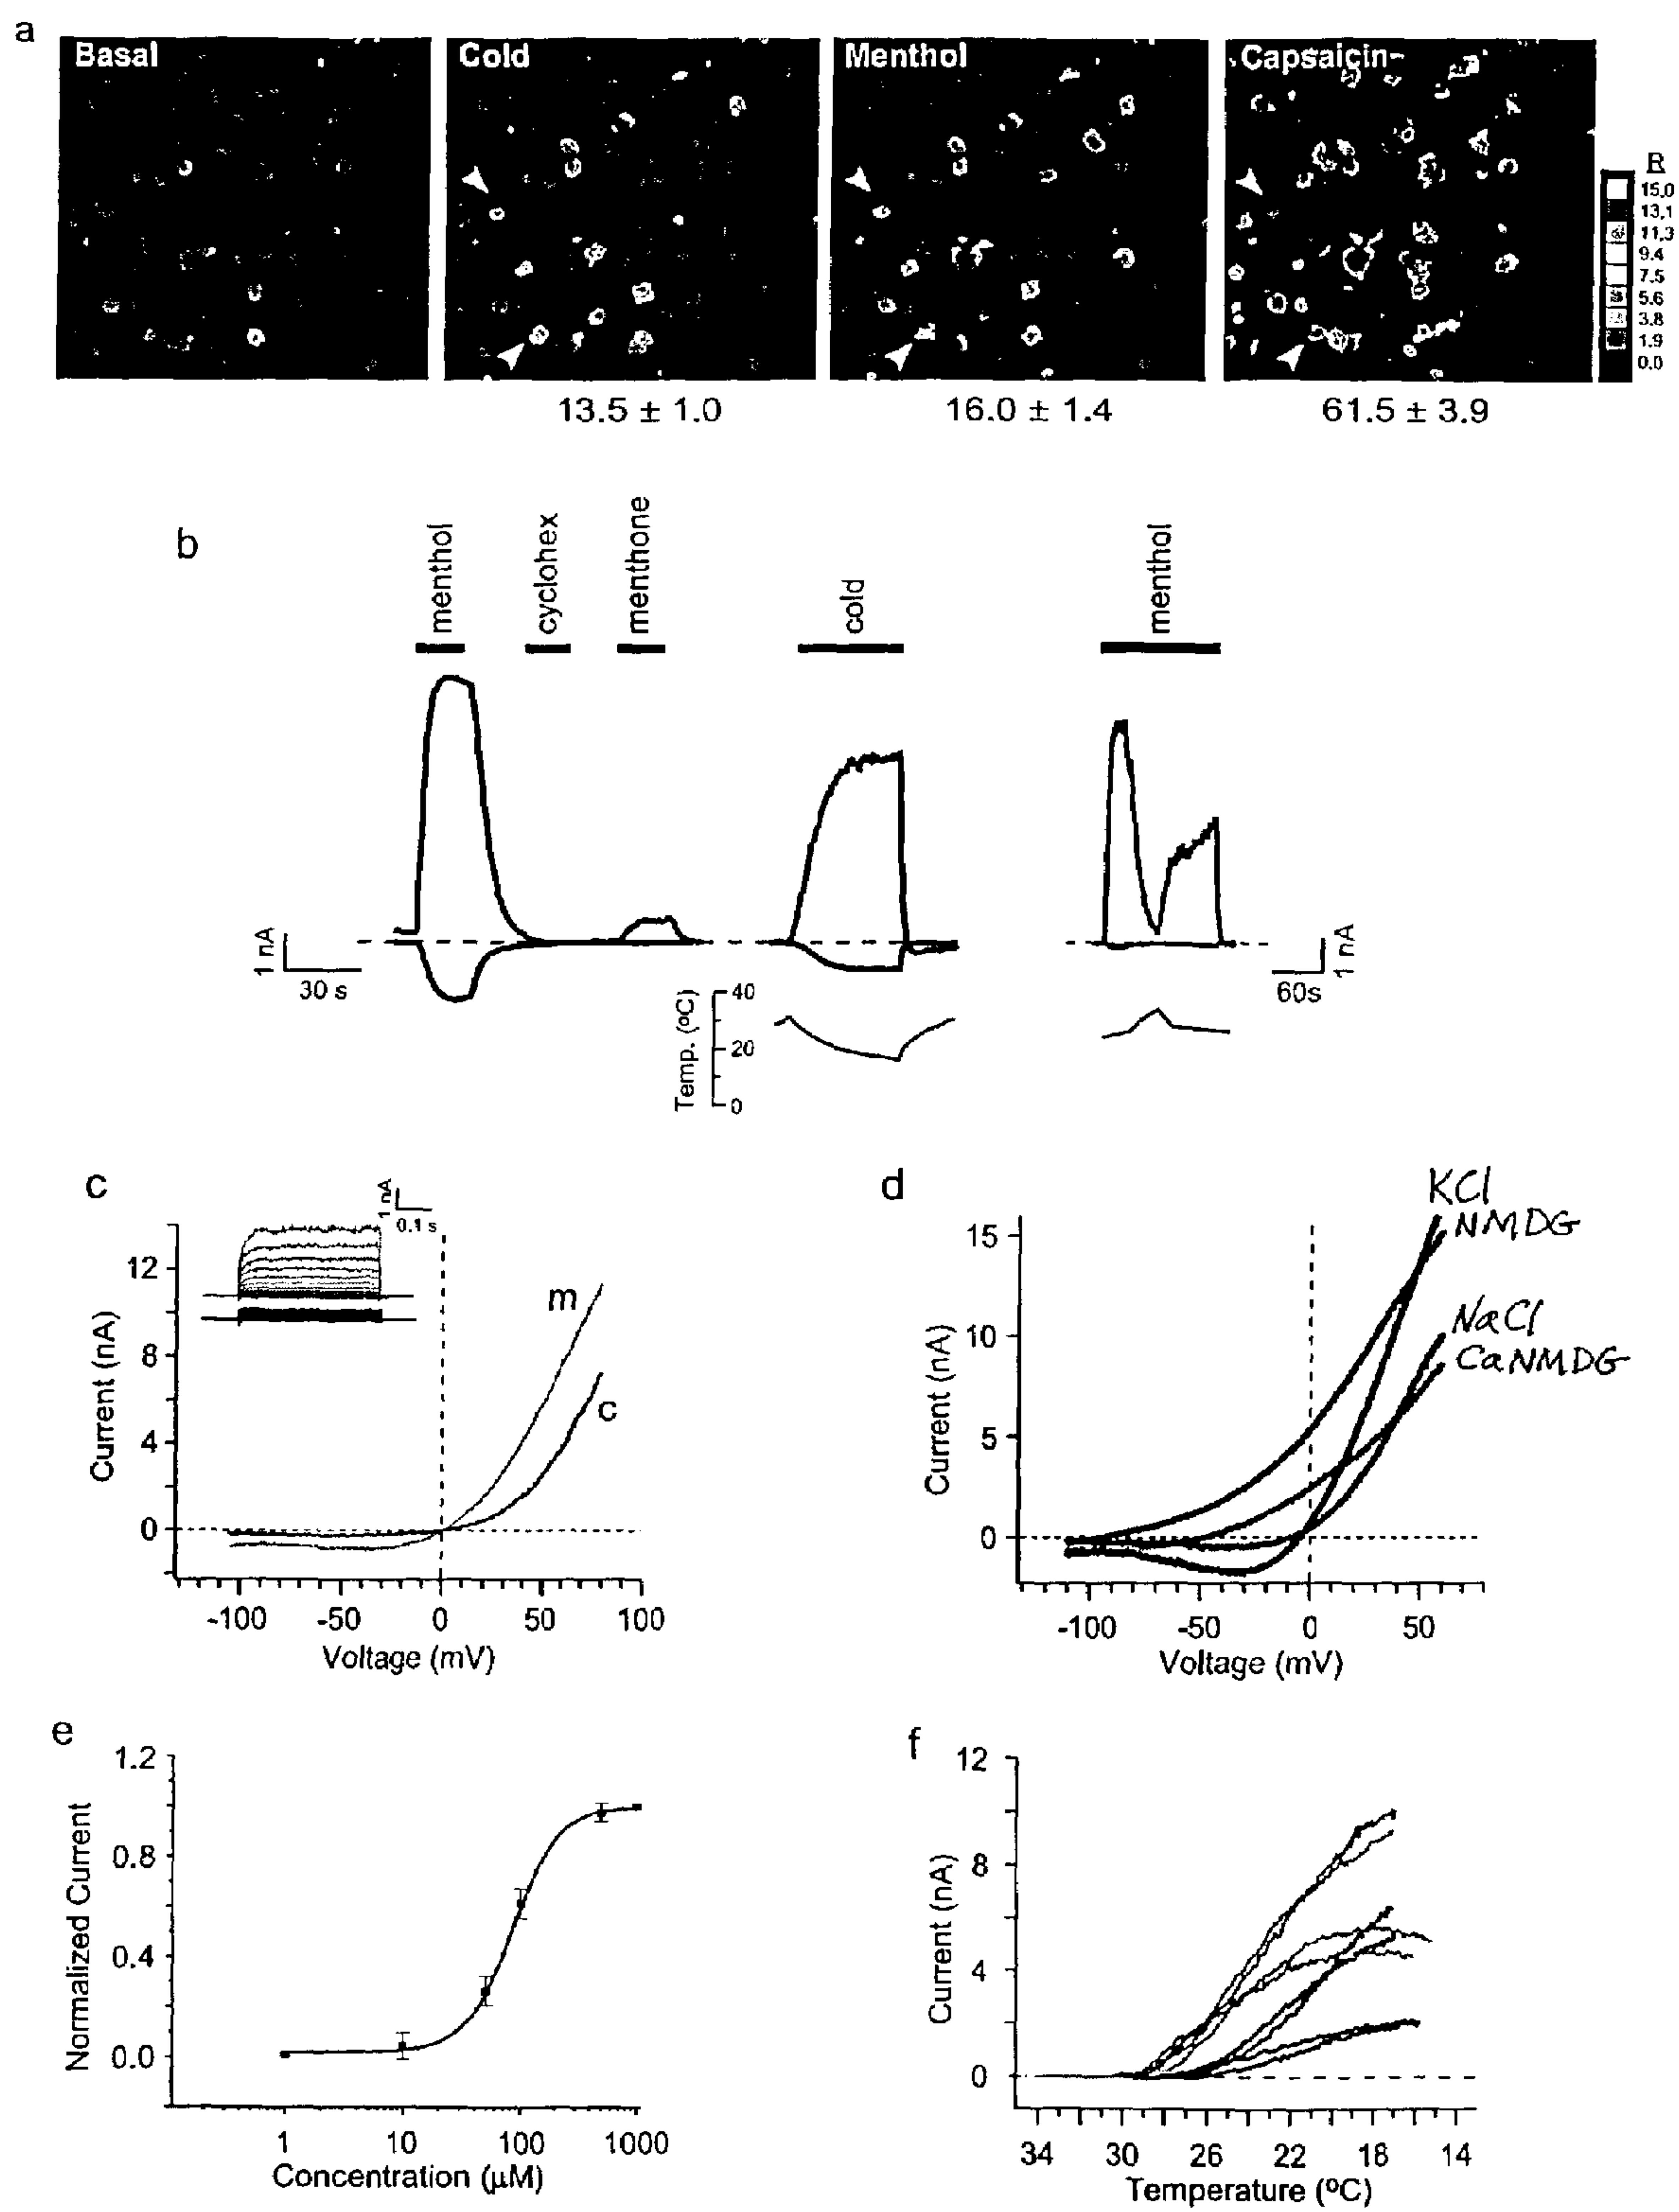 a
Basal
Cold
Menthol
Capsaicin
R
15,0
13,1
11,3
9.4
7.5
5.6
3.8
1.9
0.0
13.5 ± 1.0
16.0 ± 1.4
61.5 ± 3.9
b
menthol
cyclohex
menthone
cold
menthol
1 nA
30 s
60s
1 nA
Temp. (ºC)
40
20
0
c
1 nA
0.1 s
m
c
Current (nA)
12
8
4
0
-100 -50 0 50 100
Voltage (mV)
d
KCl
NMDG
NaCl
CaNMDG
Current (nA)
15
10
5
0
-100 -50 0 50
Voltage (mV)
e
Normalized Current
1.2
0.8
0.4
0.0
1 10 100 1000
Concentration (µM)
f
Current (nA)
12
8
4
0
34 30 26 22 18 14
Temperature (ºC)